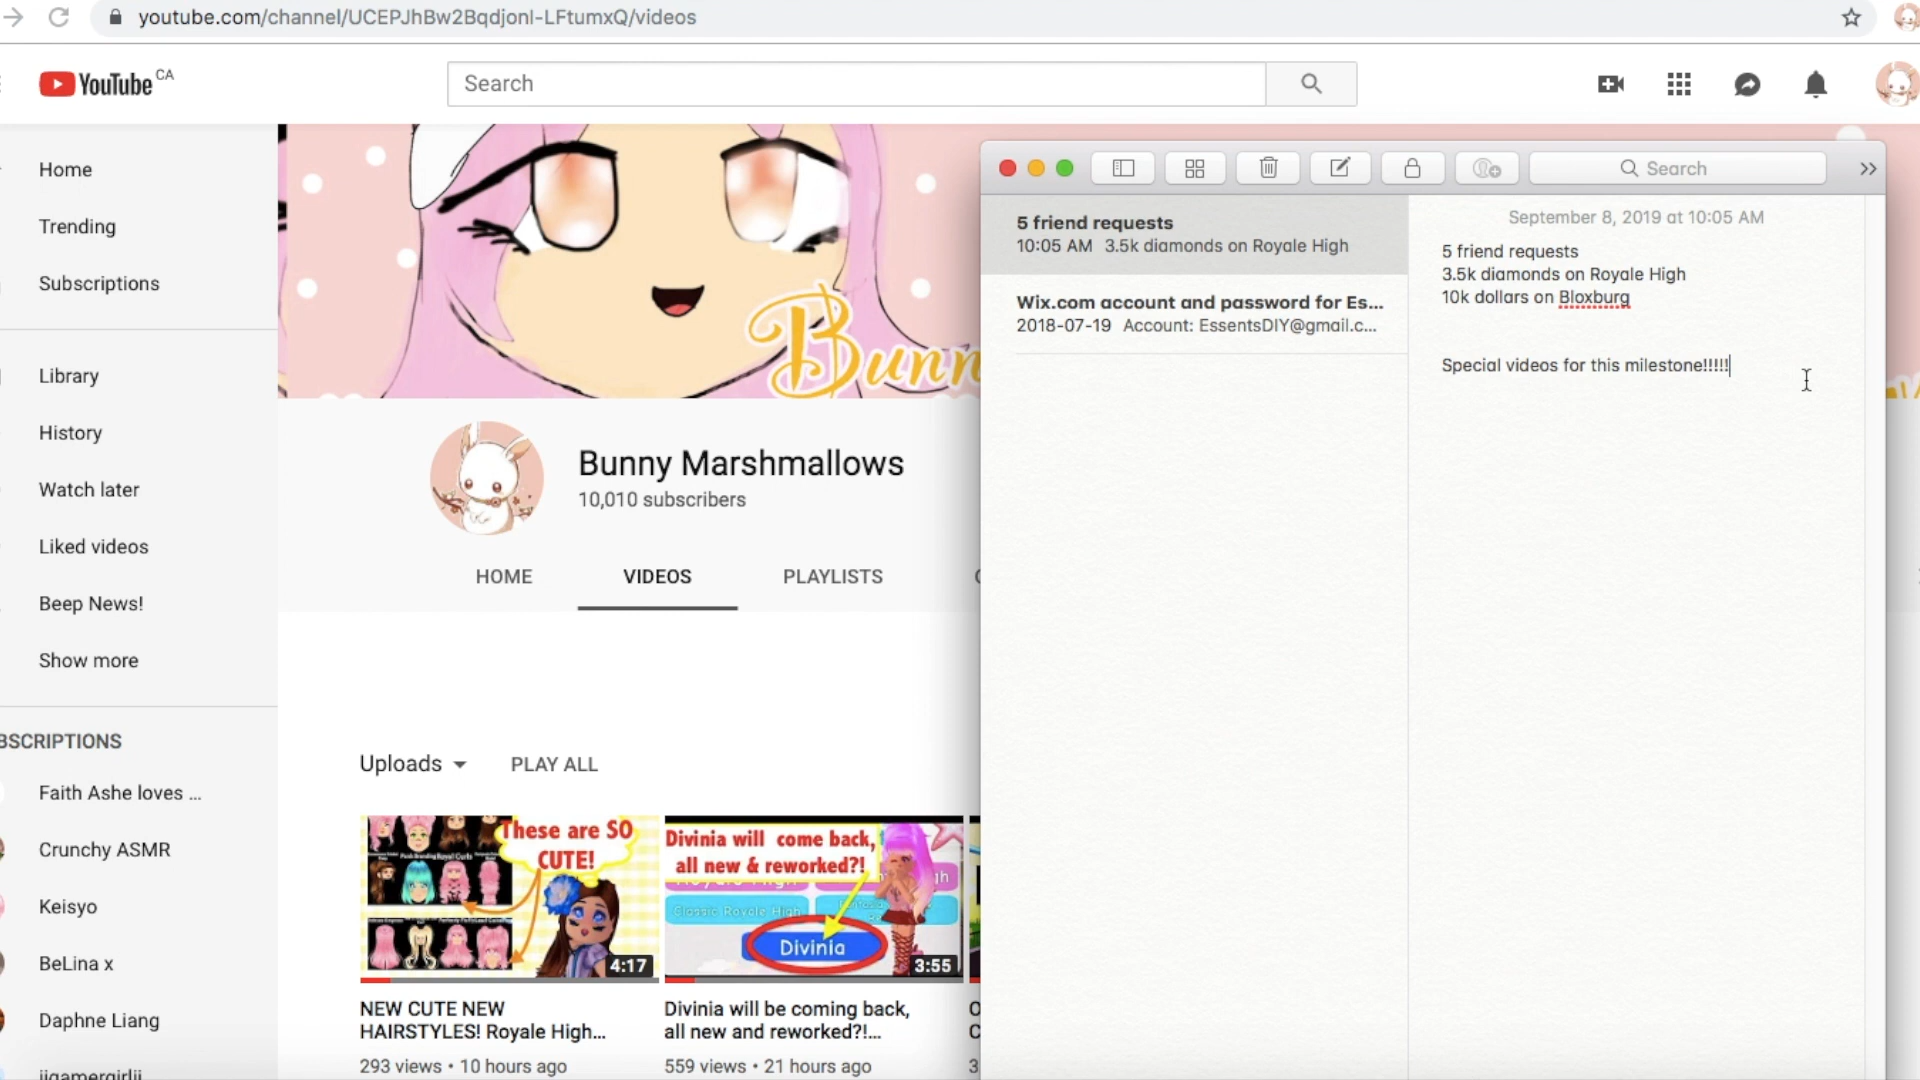 youtube.com/channel/UCEPJhBw2Bqdjonl-LFtumxQ/videos
YouTube CA
Search
Home
Trending
Subscriptions
Library
History
Watch later
Liked videos
Beep News!
Show more
BSCRIPTIONS
Faith Ashe loves ...
Crunchy ASMR
Keisyo
BeLina x
Daphne Liang
Bunn
Bunny Marshmallows
10,010 subscribers
HOME VIDEOS PLAYLISTS
Uploads PLAY ALL
These are SO
CUTE!
4:17
NEW CUTE NEW
HAIRSTYLES! Royale High...
293 views • 10 hours ago
Divinia will come back,
all new & reworked?!
Classic Royale High
Divinia
3:55
Divinia will be coming back,
all new and reworked?!...
559 views • 21 hours ago
Search
5 friend requests
10:05 AM 3.5k diamonds on Royale High
Wix.com account and password for Es...
2018-07-19 Account: EssentsDIY@gmail.c...
September 8, 2019 at 10:05 AM
5 friend requests
3.5k diamonds on Royale High
10k dollars on Bloxburg
Special videos for this milestone!!!!!